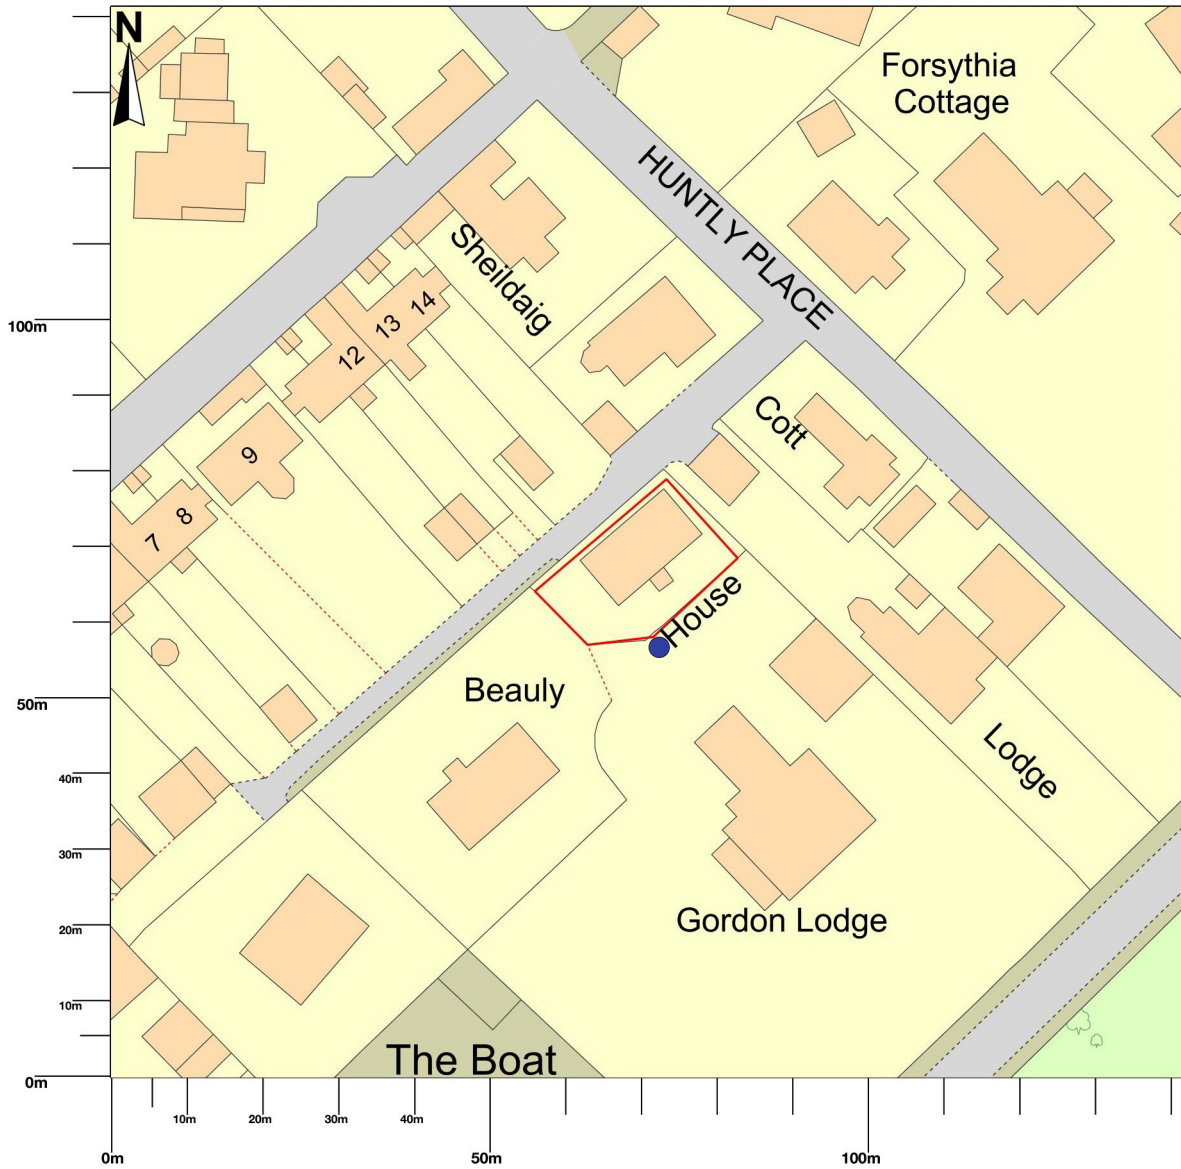 N
Forsythia
Cottage
HUNTLY PLACE
Sheildaig
14
13
12
100m
Cott
9
8
7
House
Beauly
50m
Lodge
40m
30m
Gordon Lodge
20m
10m
The Boat
0m
10m
20m
30m
40m
0m
50m
100m